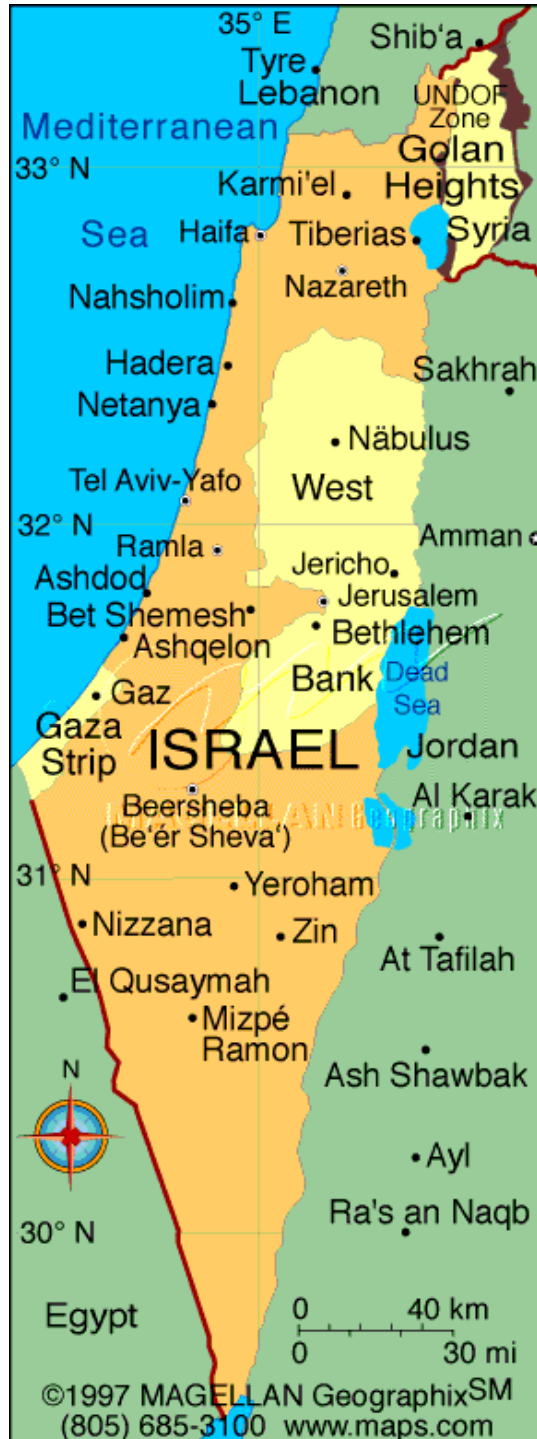 35° E
Shib‘a
Tyre
Lebanon
UNDOF
Zone
Mediterranean
Sea
33° N
Golan
Heights
Karmi'el
Syria
Haifa
Tiberias
Nazareth
Nahsholim
Hadera
Sakhrah
Netanya
Näbulus
Tel Aviv-Yafo
West
Bank
32° N
Amman
Ramla
Jericho
Ashdod
Jerusalem
Bet Shemesh
Bethlehem
Ashqelon
Dead
Sea
Gaz
Gaza
Strip
ISRAEL
Jordan
Beersheba
(Be‘ér Sheva‘)
Al Karak
MAGELLAN Geographix
31° N
Yeroham
Nizzana
Zin
At Tafilah
El Qusaymah
Mizpé
Ramon
Ash Shawbak
N
Ayl
Ra's an Naqb
30° N
Egypt
0 40 km
0 30 mi
©1997 MAGELLAN Geographix SM
(805) 685-3100 www.maps.com